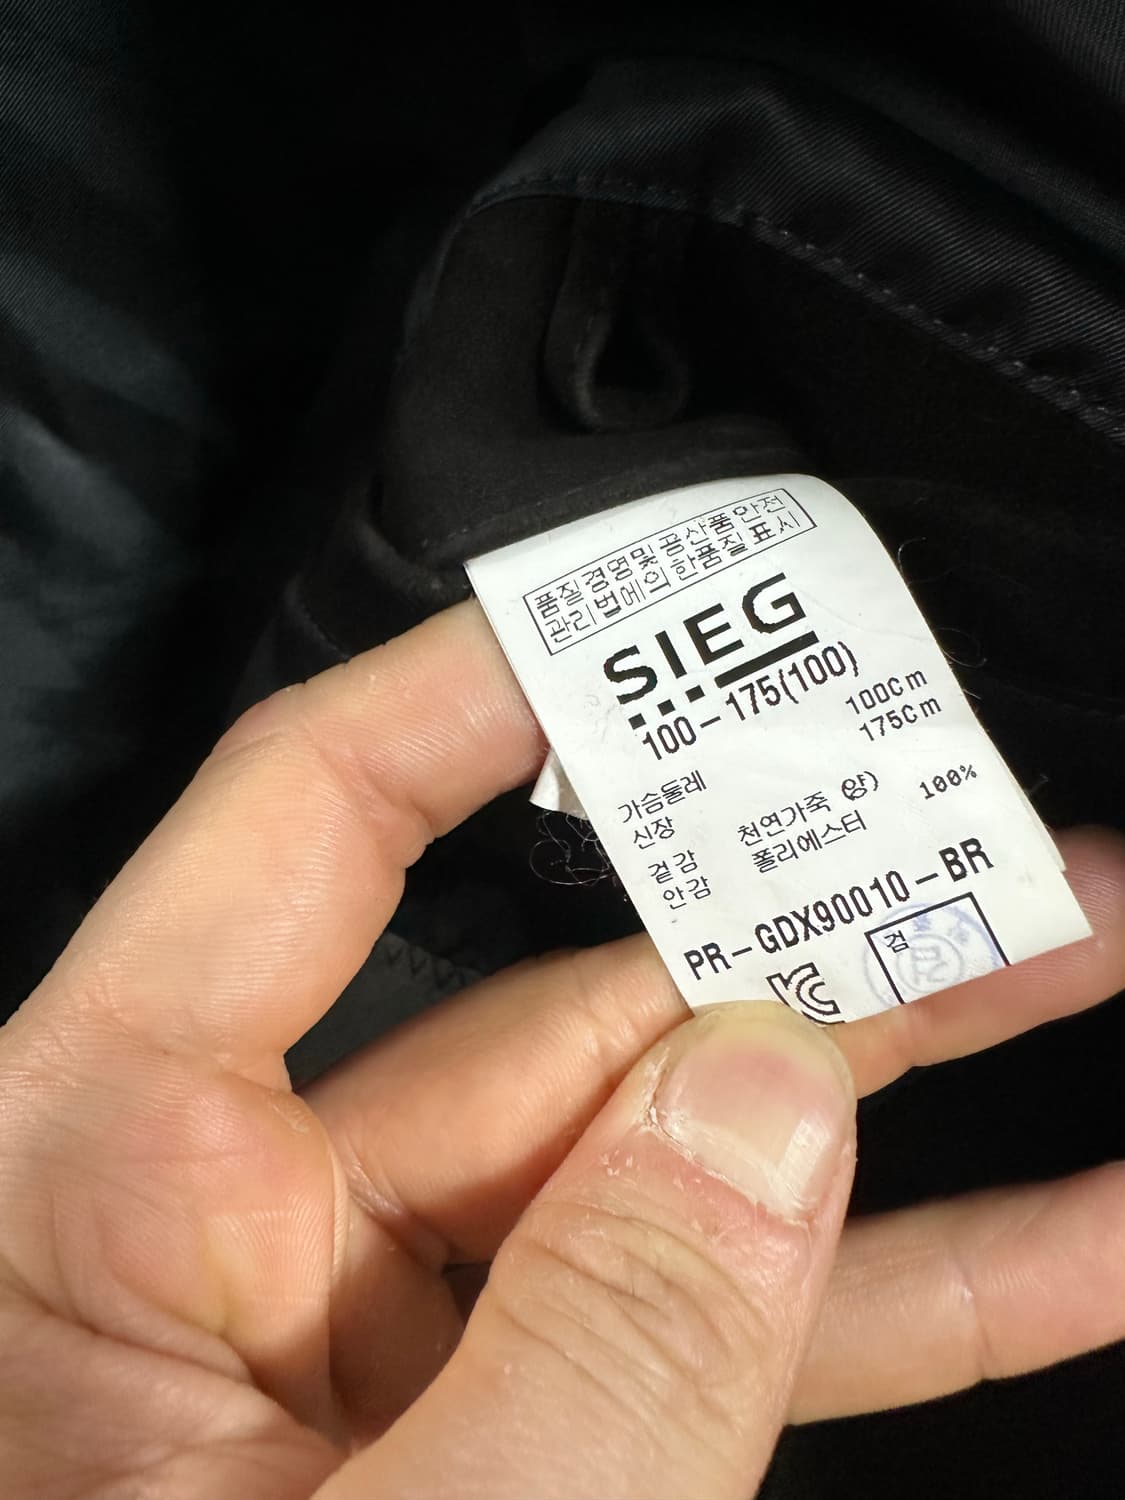 품질경영및 공산품안전
관리법에의한품질표시
SIEG
100-175(100)
가슴둘레 100Cm
신장 175Cm
겉감 천연가죽 양) 100%
안감 폴리에스터
PR-GDX90010-BR
검